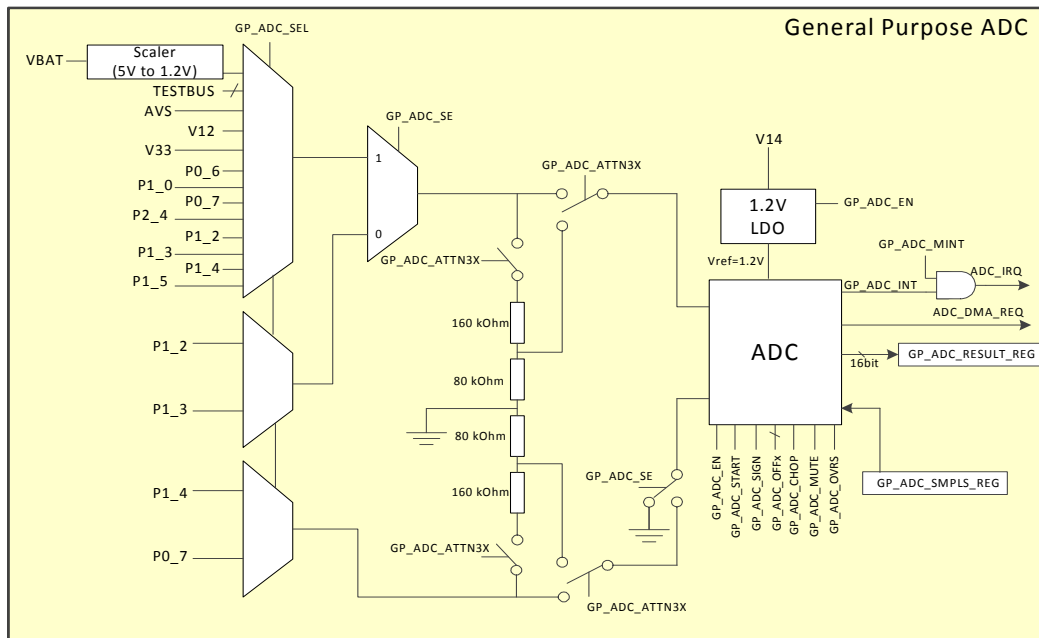 General Purpose ADC
GP_ADC_SEL
VBAT
Scaler
(5V to 1.2V)
TESTBUS
AVS
V12
V33
P0_6
P1_0
P0_7
P2_4
P1_2
P1_3
P1_4
P1_5
GP_ADC_SE
1
0
GP_ADC_ATTN3X
V14
1.2V
LDO
GP_ADC_EN
Vref=1.2V
GP_ADC_MINT
GP_ADC_INT
ADC_IRQ
ADC_DMA_REQ
GP_ADC_ATTN3X
160 kOhm
ADC
16bit
GP_ADC_RESULT_REG
P1_2
80 kOhm
P1_3
80 kOhm
GP_ADC_SE
GP_ADC_EN
GP_ADC_START
GP_ADC_SIGN
GP_ADC_OFFx
GP_ADC_CHOP
GP_ADC_MUTE
GP_ADC_OVRS
GP_ADC_SMPLS_REG
P1_4
160 kOhm
P0_7
GP_ADC_ATTN3X
GP_ADC_ATTN3X